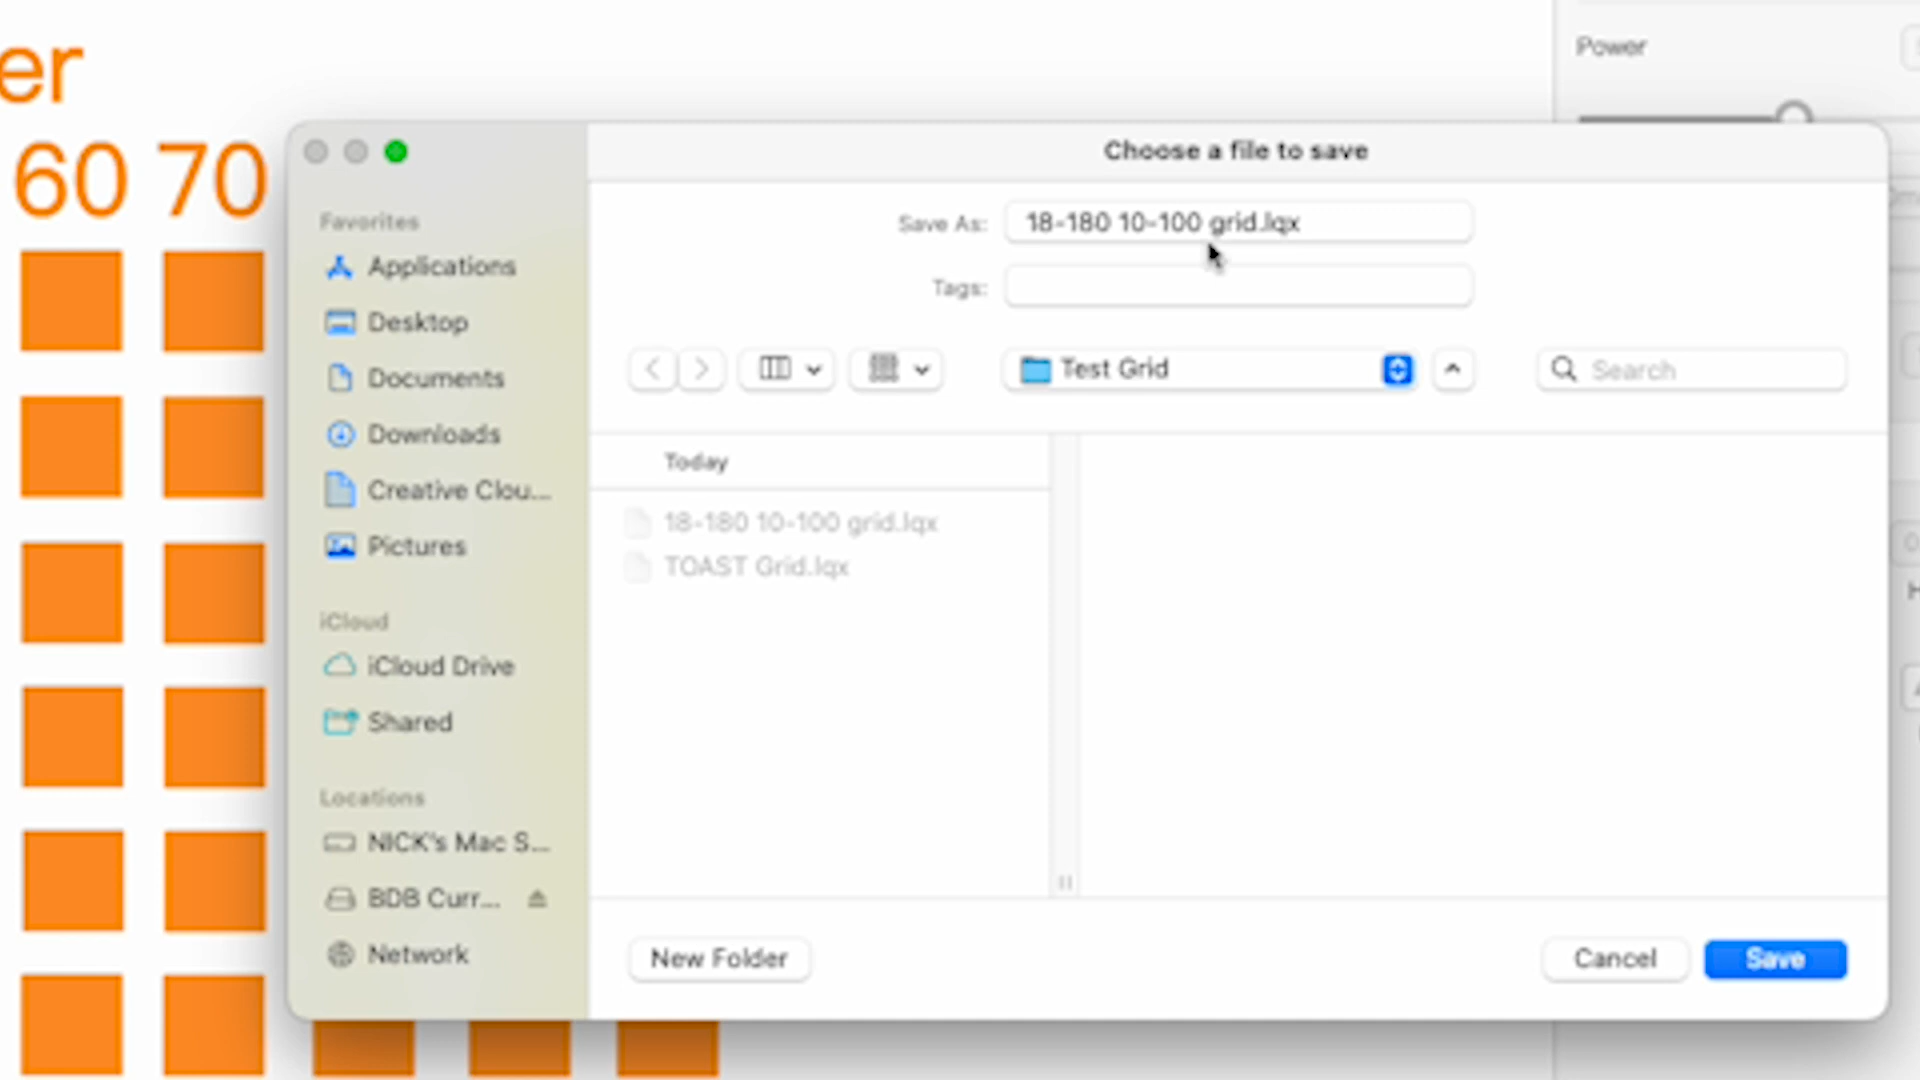 er
60 70
Power
Choose a file to save
Save As: 18-180 10-100 grid.lqx
Tags:
Test Grid
Search
Favorites
Applications
Desktop
Documents
Downloads
Creative Clou...
Pictures
iCloud
iCloud Drive
Shared
Locations
NICK's Mac S...
BDB Curr...
Network
Today
18-180 10-100 grid.lqx
TOAST Grid.lqx
New Folder
Cancel
Save